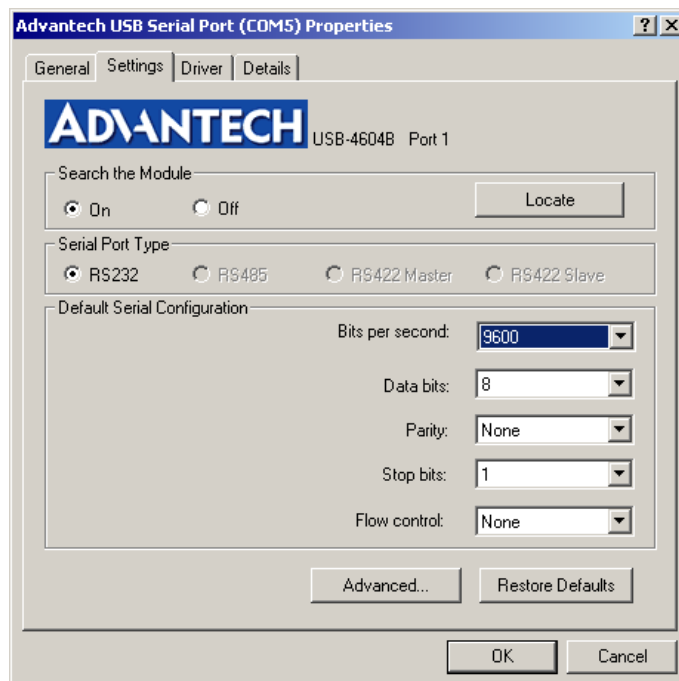 Advantech USB Serial Port (COM5) Properties
General Settings Driver Details
ADVANTECH USB-4604B Port 1
Search the Module
On Off Locate
Serial Port Type
RS232 RS485 RS422 Master RS422 Slave
Default Serial Configuration
Bits per second: 9600
Data bits: 8
Parity: None
Stop bits: 1
Flow control: None
Advanced... Restore Defaults
OK Cancel